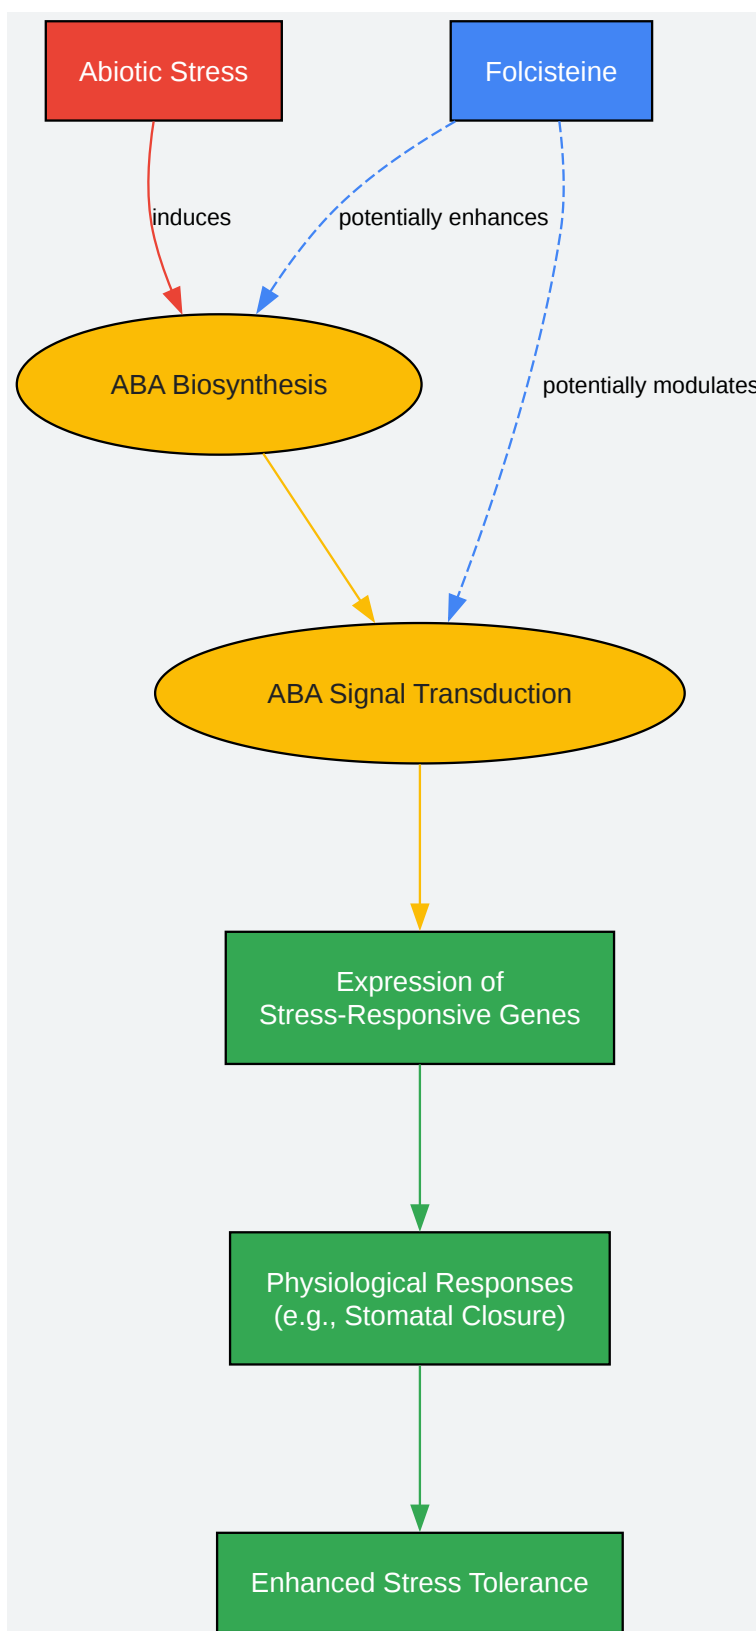 Abiotic Stress
Folcisteine
induces
potentially enhances
ABA Biosynthesis
potentially modulates
ABA Signal Transduction
Expression of
Stress-Responsive Genes
Physiological Responses
(e.g., Stomatal Closure)
Enhanced Stress Tolerance